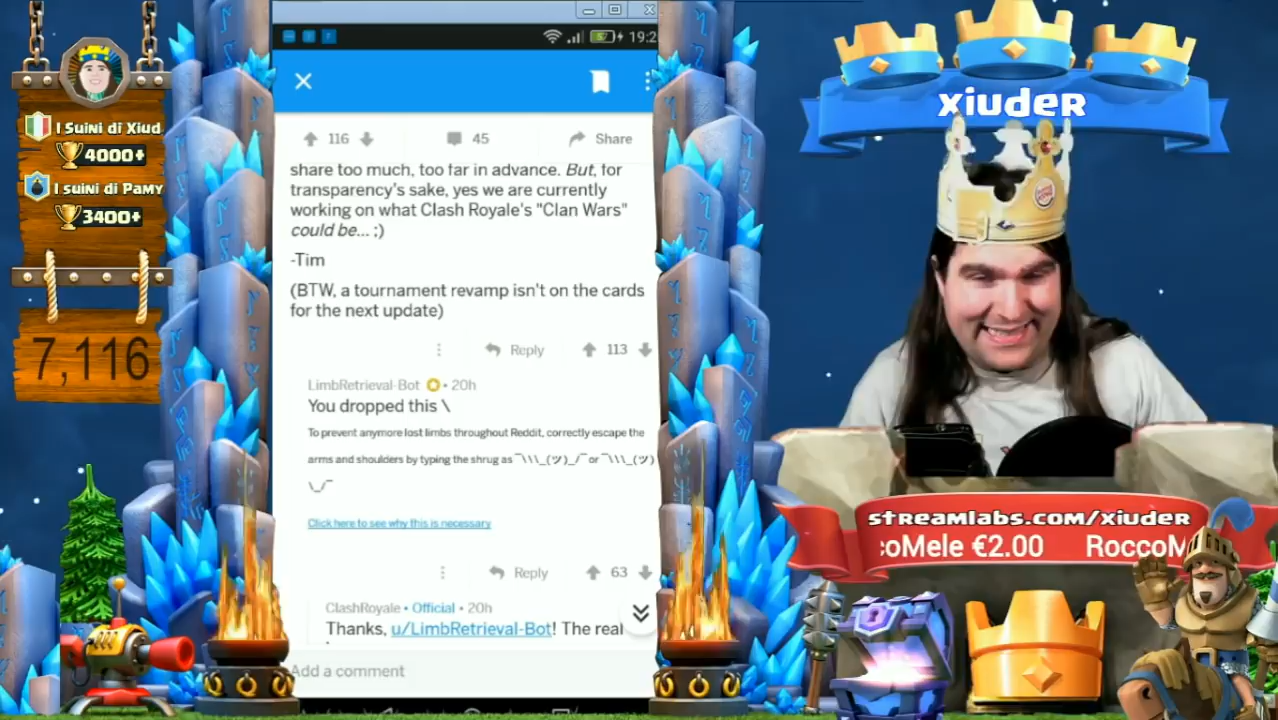 I Suini di Xiud
4000+
I suini di Pamy
3400+
7,116
19:2
116
45
Share
share too much, too far in advance. But, for
transparency's sake, yes we are currently
working on what Clash Royale's "Clan Wars"
could be... ;)
-Tim
(BTW, a tournament revamp isn't on the cards
for the next update)
Reply
113
LimbRetrieval-Bot • 20h
You dropped this \
To prevent anymore lost limbs throughout Reddit, correctly escape the
arms and shoulders by typing the shrug as ¯\\\_(ツ)_/¯ or ¯\\\_(ツ)
\_/¯
Click here to see why this is necessary
Reply
63
ClashRoyale • Official • 20h
Thanks, u/LimbRetrieval-Bot! The real
Add a comment
xiuder
BURGER KING
streamlabs.com/xiuder
coMele €2.00 RoccoM